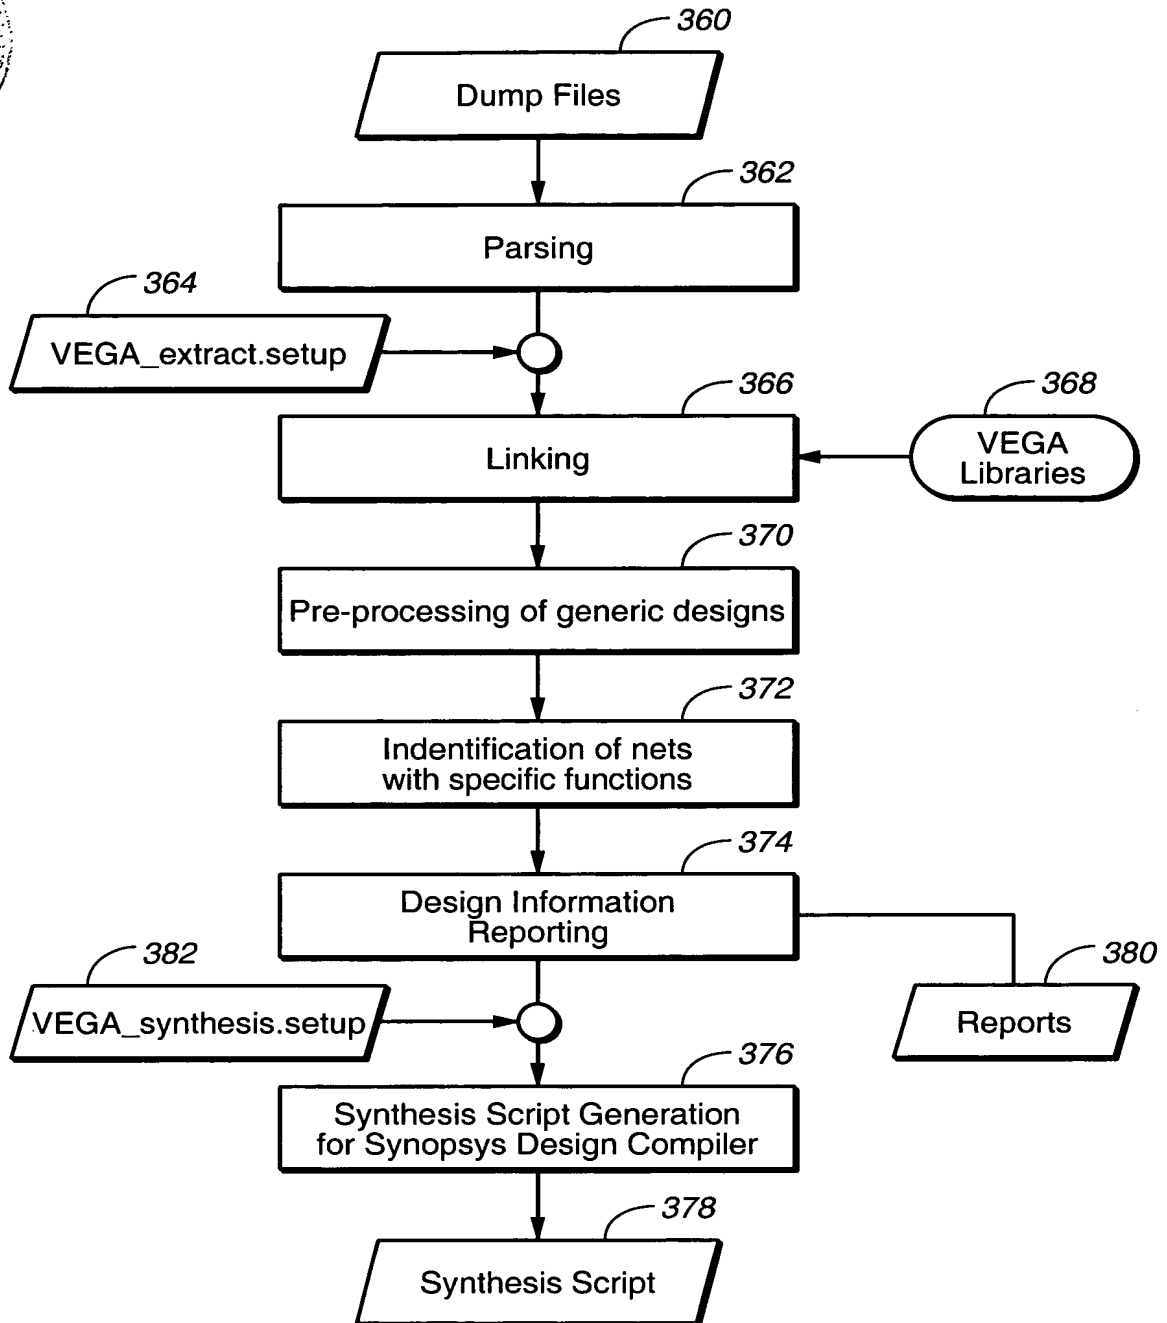 360
Dump Files
362
Parsing
364
VEGA_extract.setup
366
368
Linking
VEGA
Libraries
370
Pre-processing of generic designs
372
Indentification of nets
with specific functions
374
Design Information
Reporting
382
380
VEGA_synthesis.setup
Reports
376
Synthesis Script Generation
for Synopsys Design Compiler
378
Synthesis Script